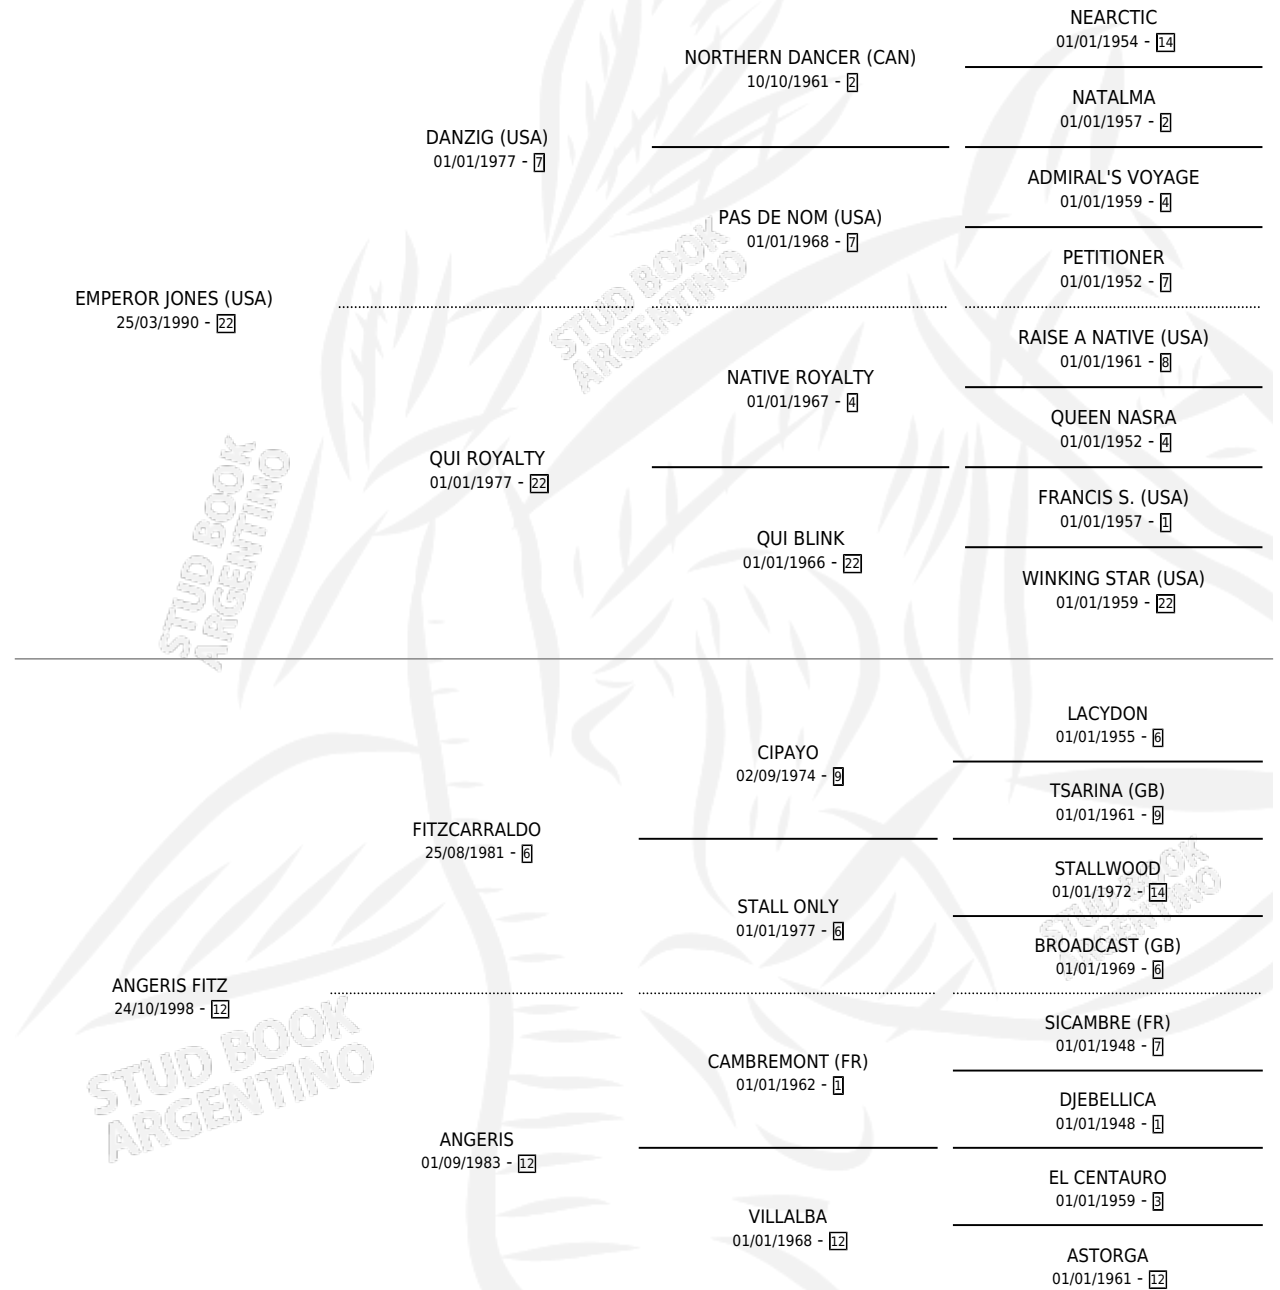 NEARCTIC
01/01/1954 - 14
NORTHERN DANCER (CAN)
10/10/1961 - 2
NATALMA
01/01/1957 - 2
DANZIG (USA)
01/01/1977 - 7
ADMIRAL'S VOYAGE
01/01/1959 - 4
PAS DE NOM (USA)
01/01/1968 - 7
PETITIONER
01/01/1952 - 7
EMPEROR JONES (USA)
25/03/1990 - 22
RAISE A NATIVE (USA)
01/01/1961 - 8
NATIVE ROYALTY
01/01/1967 - 4
QUEEN NASRA
01/01/1952 - 4
QUI ROYALTY
01/01/1977 - 22
FRANCIS S. (USA)
01/01/1957 - 1
QUI BLINK
01/01/1966 - 22
WINKING STAR (USA)
01/01/1959 - 22
STUD BOOK
ARGENTINO
STUD BOOK
ARGENTINO
LACYDON
01/01/1955 - 6
CIPAYO
02/09/1974 - 9
TSARINA (GB)
01/01/1961 - 9
FITZCARRALDO
25/08/1981 - 6
STALLWOOD
01/01/1972 - 14
STALL ONLY
01/01/1977 - 6
BROADCAST (GB)
01/01/1969 - 6
ANGERIS FITZ
24/10/1998 - 12
SICAMBRE (FR)
01/01/1948 - 7
CAMBREMONT (FR)
01/01/1962 - 1
DJEBELLICA
01/01/1948 - 1
ANGERIS
01/09/1983 - 12
EL CENTAURO
01/01/1959 - 3
VILLALBA
01/01/1968 - 12
ASTORGA
01/01/1961 - 12
STUD BOOK
ARGENTINO
STUD BOOK
ARGENTINO